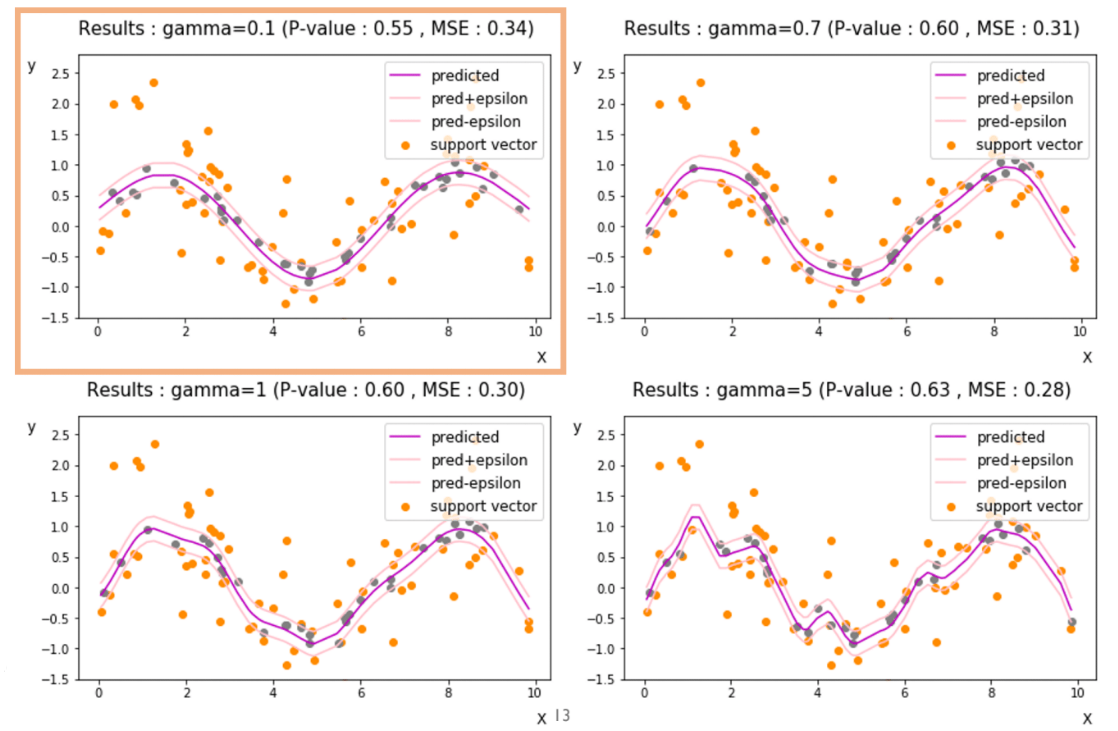 Results : gamma=0.1 (P-value : 0.55 , MSE : 0.34)
y
2.5
2.0
1.5
1.0
0.5
0.0
−0.5
−1.0
−1.5
predicted
pred+epsilon
pred-epsilon
support vector
0 2 4 6 8 10
X
Results : gamma=0.7 (P-value : 0.60 , MSE : 0.31)
y
2.5
2.0
1.5
1.0
0.5
0.0
−0.5
−1.0
−1.5
predicted
pred+epsilon
pred-epsilon
support vector
0 2 4 6 8 10
X
Results : gamma=1 (P-value : 0.60 , MSE : 0.30)
y
2.5
2.0
1.5
1.0
0.5
0.0
−0.5
−1.0
−1.5
predicted
pred+epsilon
pred-epsilon
support vector
0 2 4 6 8 10
X
Results : gamma=5 (P-value : 0.63 , MSE : 0.28)
y
2.5
2.0
1.5
1.0
0.5
0.0
−0.5
−1.0
−1.5
predicted
pred+epsilon
pred-epsilon
support vector
0 2 4 6 8 10
X
13